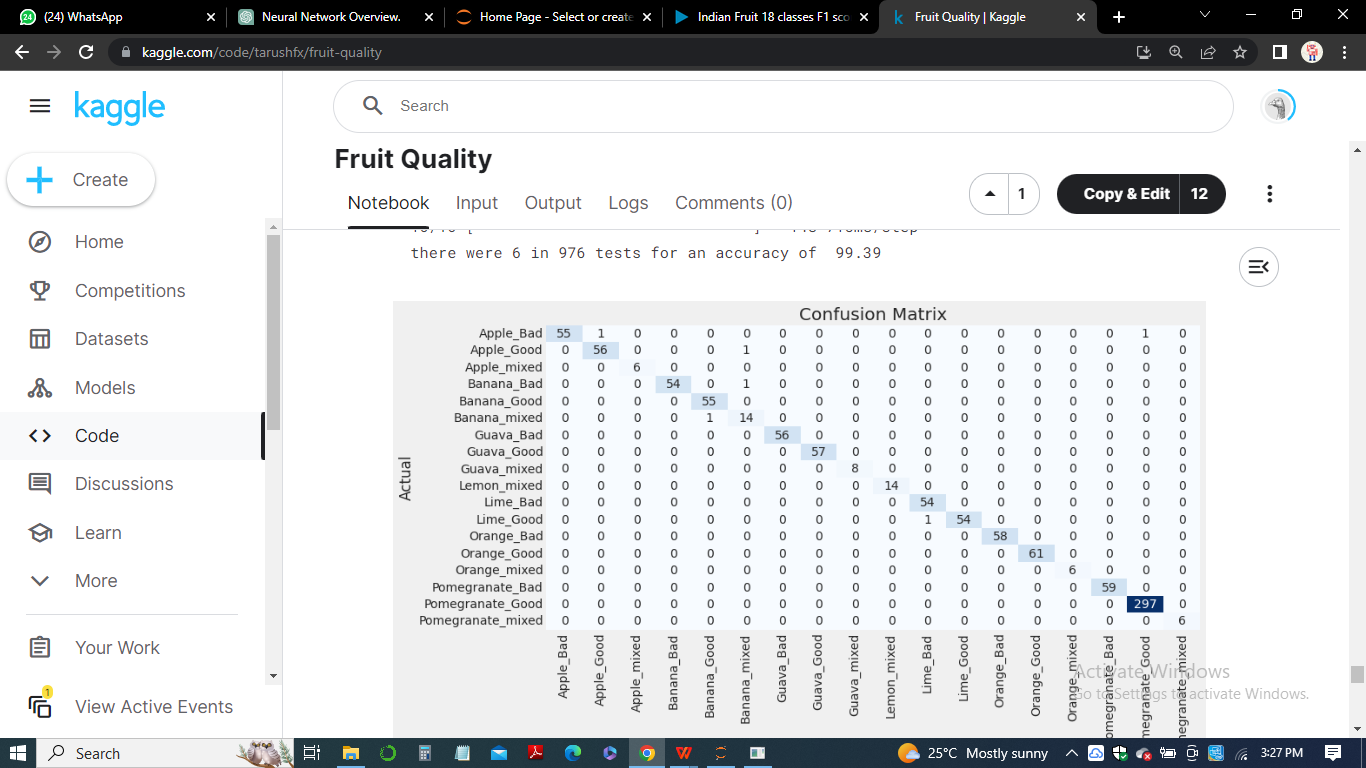 (24) WhatsApp
Neural Network Overview.
Home Page - Select or create
Indian Fruit 18 classes F1 sco
Fruit Quality | Kaggle
kaggle.com/code/tarushfx/fruit-quality
kaggle
Search
Create
Fruit Quality
Notebook Input Output Logs Comments (0)
1
Copy & Edit 12
Home
Competitions
Datasets
Models
Code
Discussions
Learn
More
Your Work
1
View Active Events
there were 6 in 976 tests for an accuracy of 99.39
Confusion Matrix
Actual
Apple_Bad 55 1 0 0 0 0 0 0 0 0 0 0 0 0 0 0 1 0
Apple_Good 0 56 0 0 0 1 0 0 0 0 0 0 0 0 0 0 0 0
Apple_mixed 0 0 6 0 0 0 0 0 0 0 0 0 0 0 0 0 0 0
Banana_Bad 0 0 0 54 0 1 0 0 0 0 0 0 0 0 0 0 0 0
Banana_Good 0 0 0 0 55 0 0 0 0 0 0 0 0 0 0 0 0 0
Banana_mixed 0 0 0 0 1 14 0 0 0 0 0 0 0 0 0 0 0 0
Guava_Bad 0 0 0 0 0 0 56 0 0 0 0 0 0 0 0 0 0 0
Guava_Good 0 0 0 0 0 0 0 57 0 0 0 0 0 0 0 0 0 0
Guava_mixed 0 0 0 0 0 0 0 0 8 0 0 0 0 0 0 0 0 0
Lemon_mixed 0 0 0 0 0 0 0 0 0 14 0 0 0 0 0 0 0 0
Lime_Bad 0 0 0 0 0 0 0 0 0 0 54 0 0 0 0 0 0 0
Lime_Good 0 0 0 0 0 0 0 0 0 0 1 54 0 0 0 0 0 0
Orange_Bad 0 0 0 0 0 0 0 0 0 0 0 0 58 0 0 0 0 0
Orange_Good 0 0 0 0 0 0 0 0 0 0 0 0 0 61 0 0 0 0
Orange_mixed 0 0 0 0 0 0 0 0 0 0 0 0 0 0 6 0 0 0
Pomegranate_Bad 0 0 0 0 0 0 0 0 0 0 0 0 0 0 0 59 0 0
Pomegranate_Good 0 0 0 0 0 0 0 0 0 0 0 0 0 0 0 0 297 0
Pomegranate_mixed 0 0 0 0 0 0 0 0 0 0 0 0 0 0 0 0 0 6
Apple_Bad
Apple_Good
Apple_mixed
Banana_Bad
Banana_Good
Banana_mixed
Guava_Bad
Guava_Good
Guava_mixed
Lemon_mixed
Lime_Bad
Lime_Good
Orange_Bad
Orange_Good
Orange_mixed
omegranate_Bad
megranate_Good
egranate_mixed
Activate Windows
Go to Settings to activate Windows.
Search
25°C Mostly sunny
3:27 PM